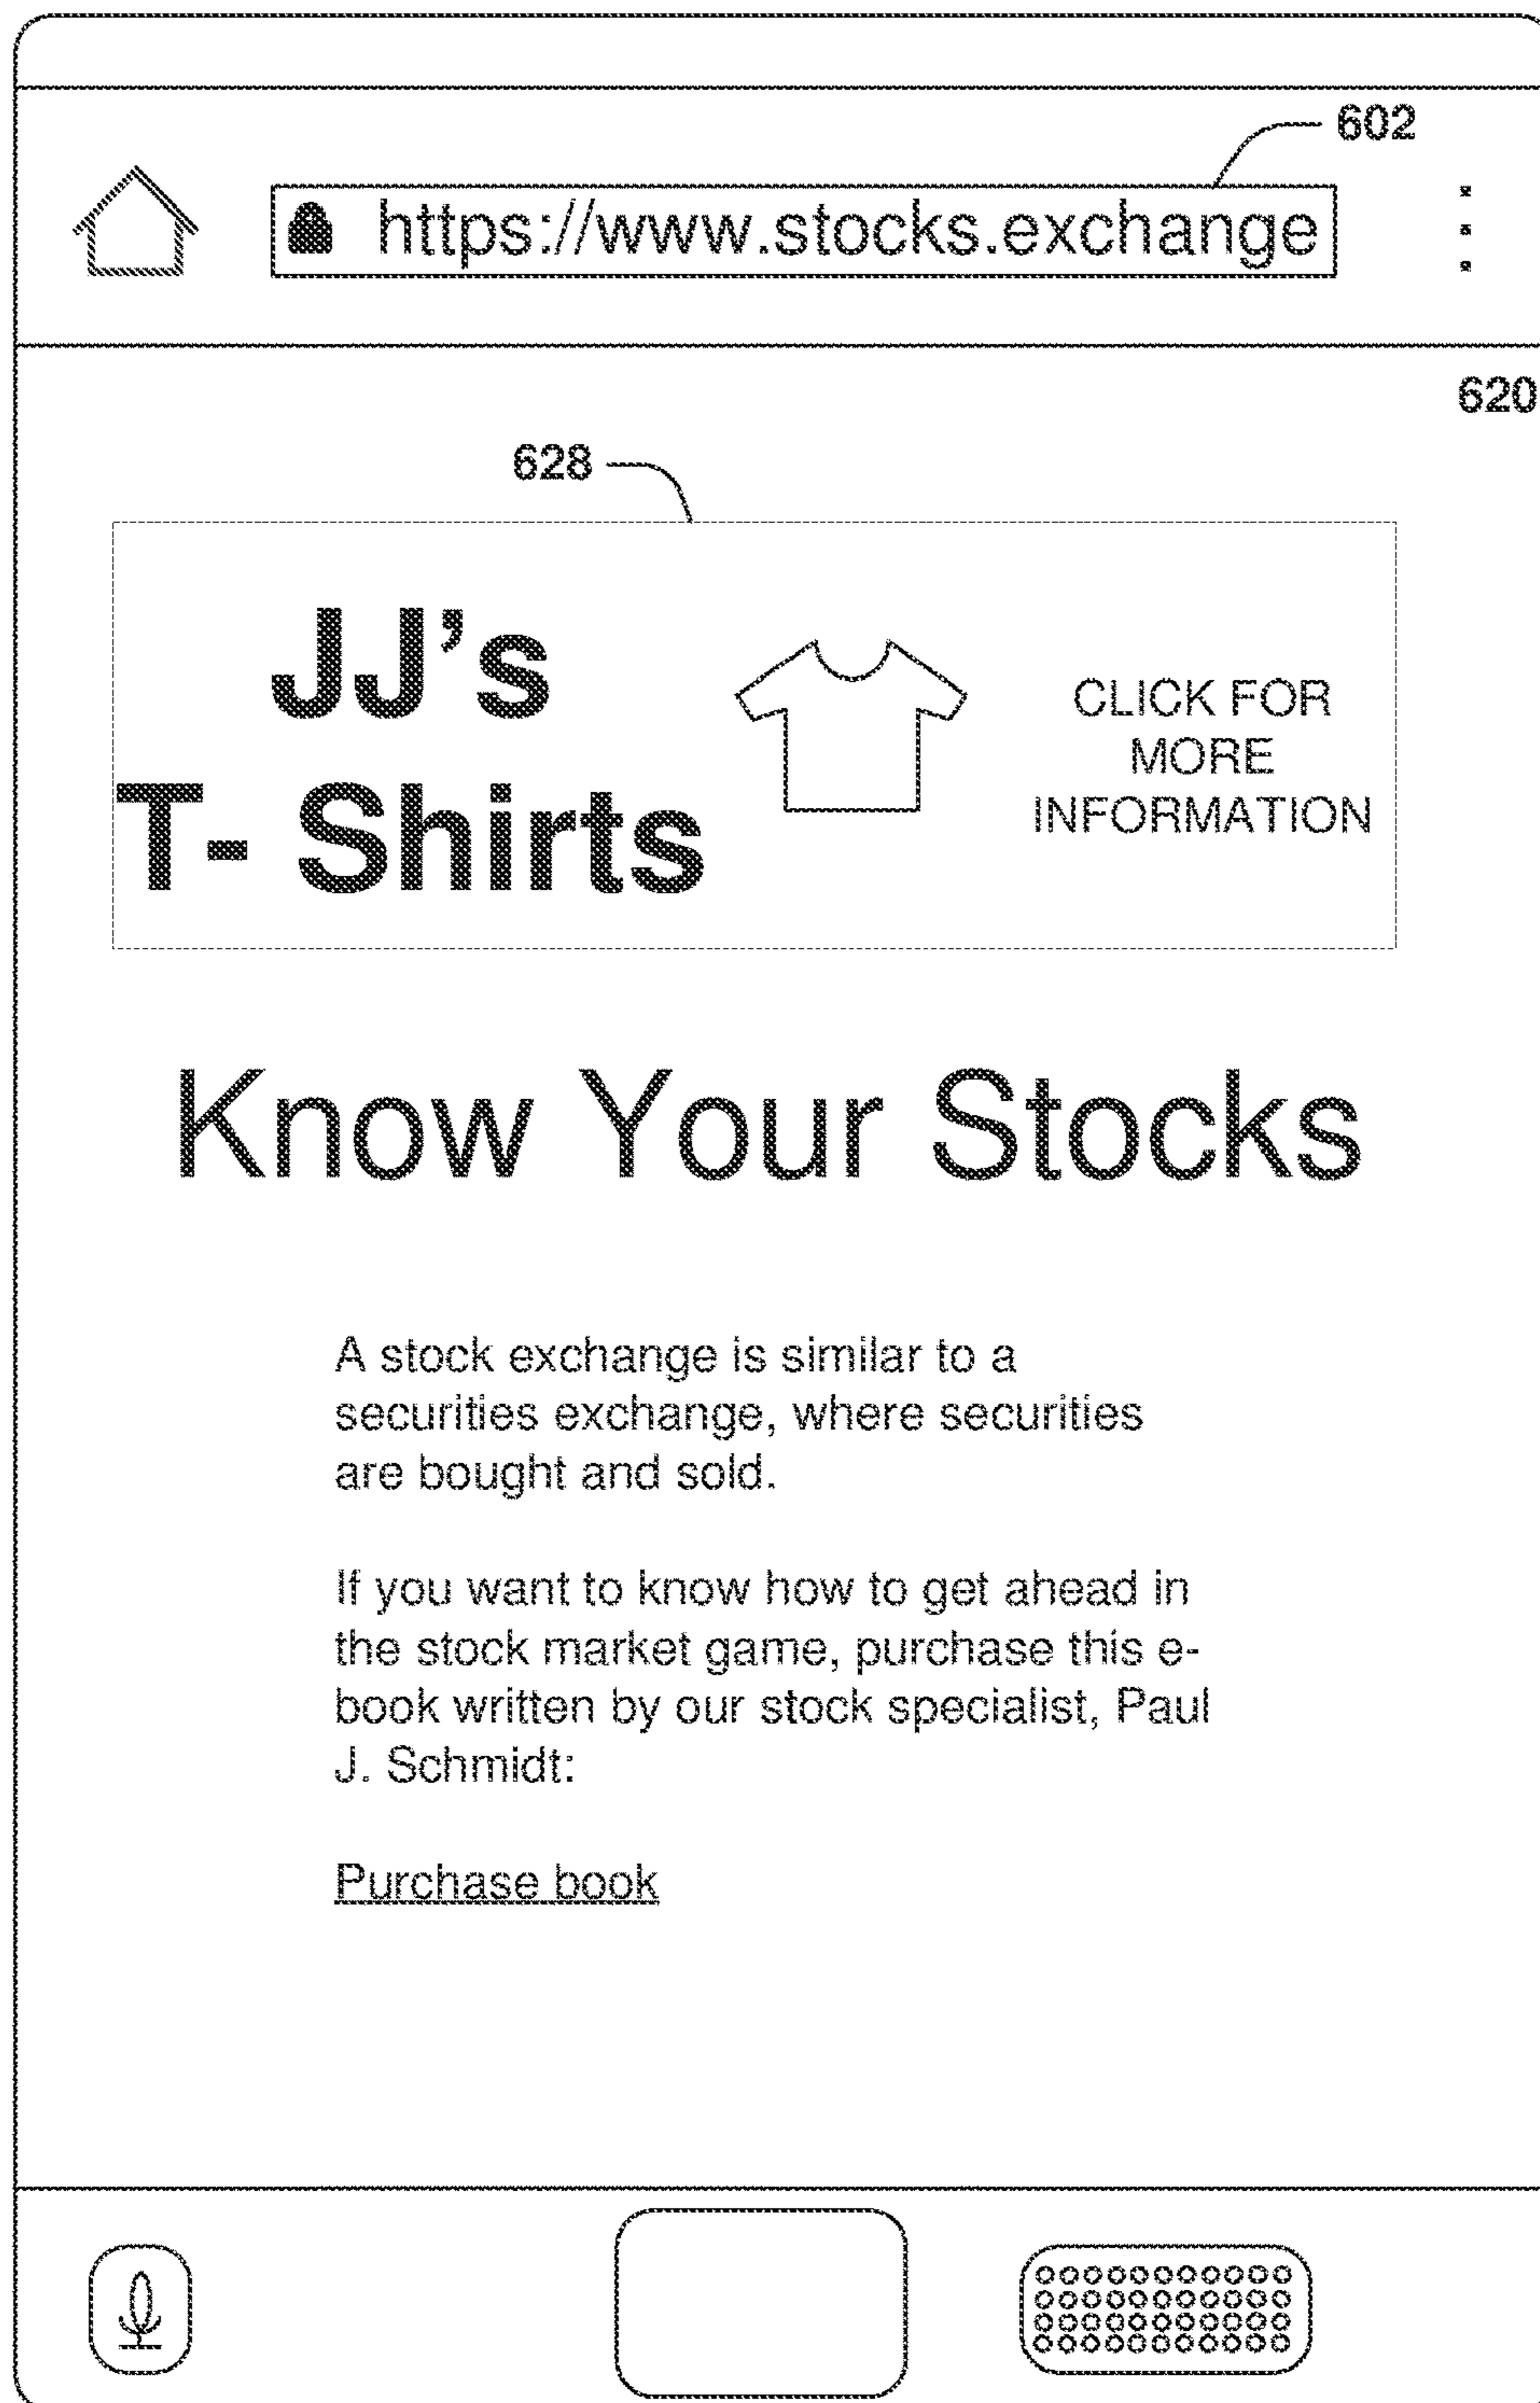 602
https://www.stocks.exchange
620
628
JJ's
T- Shirts
CLICK FOR
MORE
INFORMATION
Know Your Stocks
A stock exchange is similar to a
securities exchange, where securities
are bought and sold.
If you want to know how to get ahead in
the stock market game, purchase this e-
book written by our stock specialist, Paul
J. Schmidt:
Purchase book